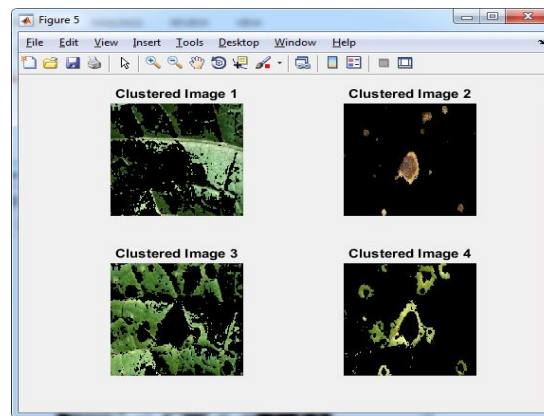 Figure 5
File Edit View Insert Tools Desktop Window Help
Clustered Image 1 Clustered Image 2
Clustered Image 3 Clustered Image 4